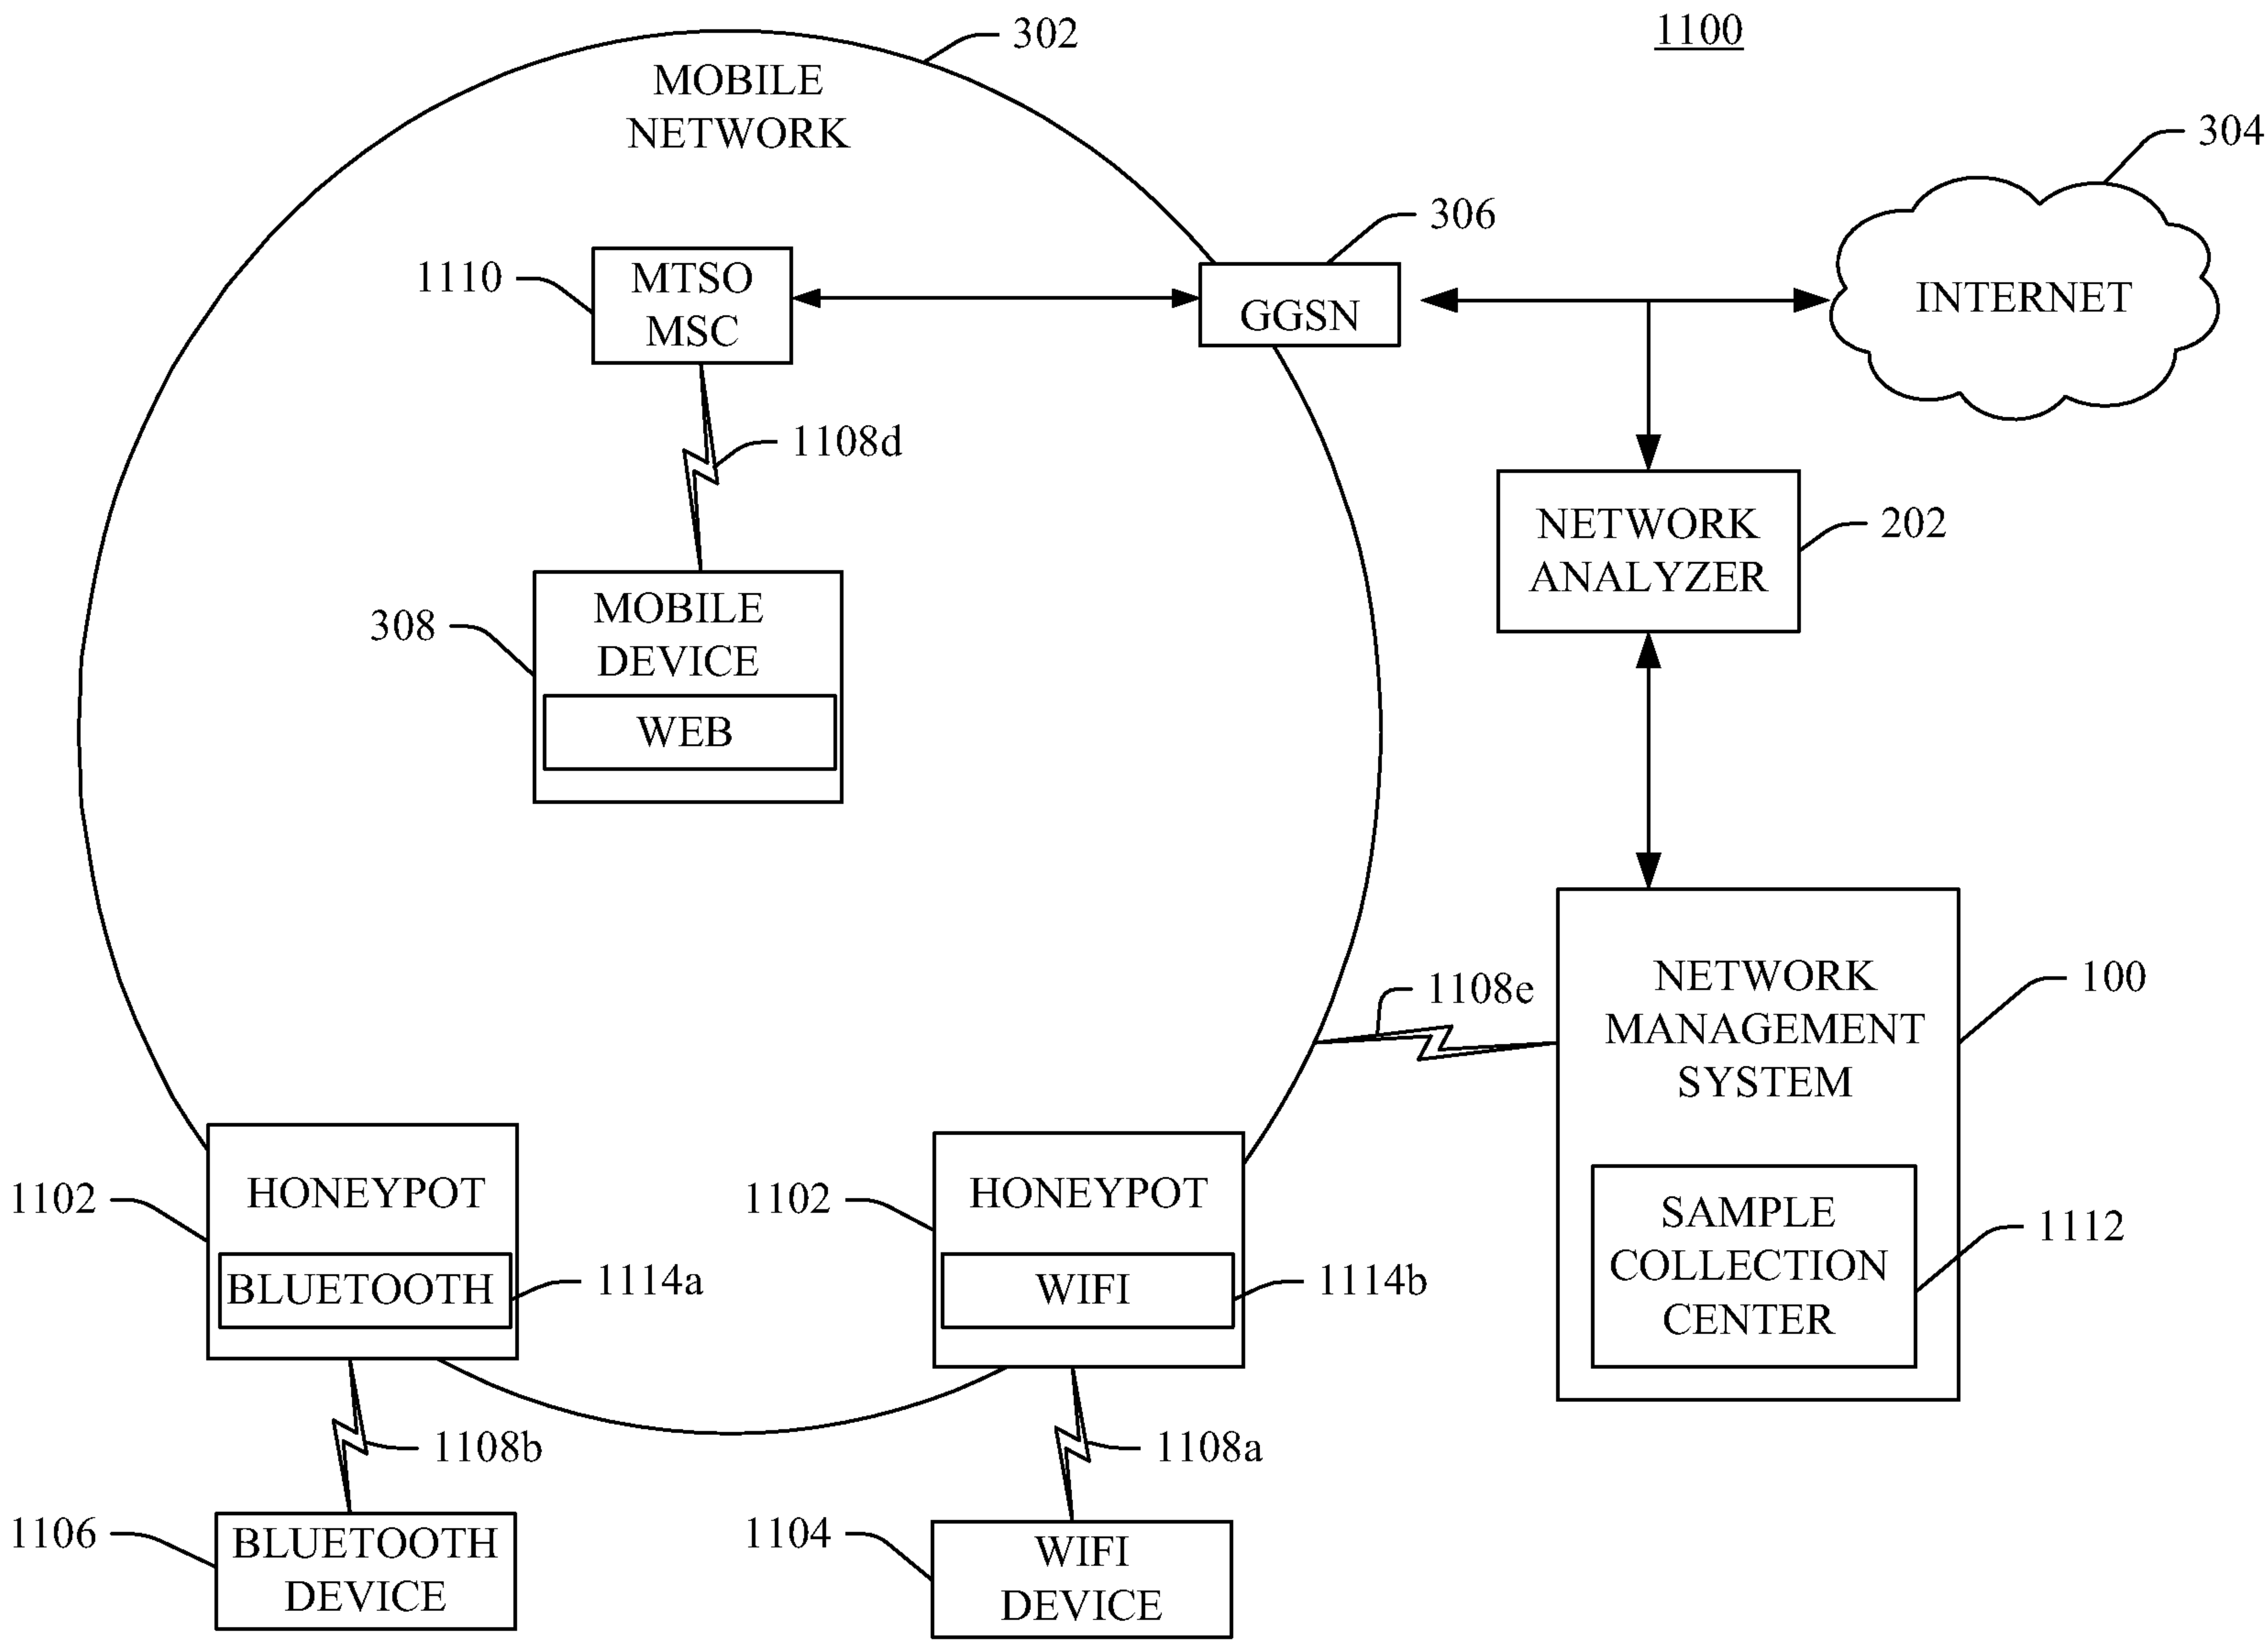 1100
302
MOBILE
NETWORK
304
306
1110
MTSO
MSC
GGSN
INTERNET
1108d
NETWORK
ANALYZER
202
308
MOBILE
DEVICE
WEB
1108e
NETWORK
MANAGEMENT
SYSTEM
100
1102
HONEYPOT
BLUETOOTH
1114a
1102
HONEYPOT
WIFI
1114b
SAMPLE
COLLECTION
CENTER
1112
1108b
1108a
1106
BLUETOOTH
DEVICE
1104
WIFI
DEVICE